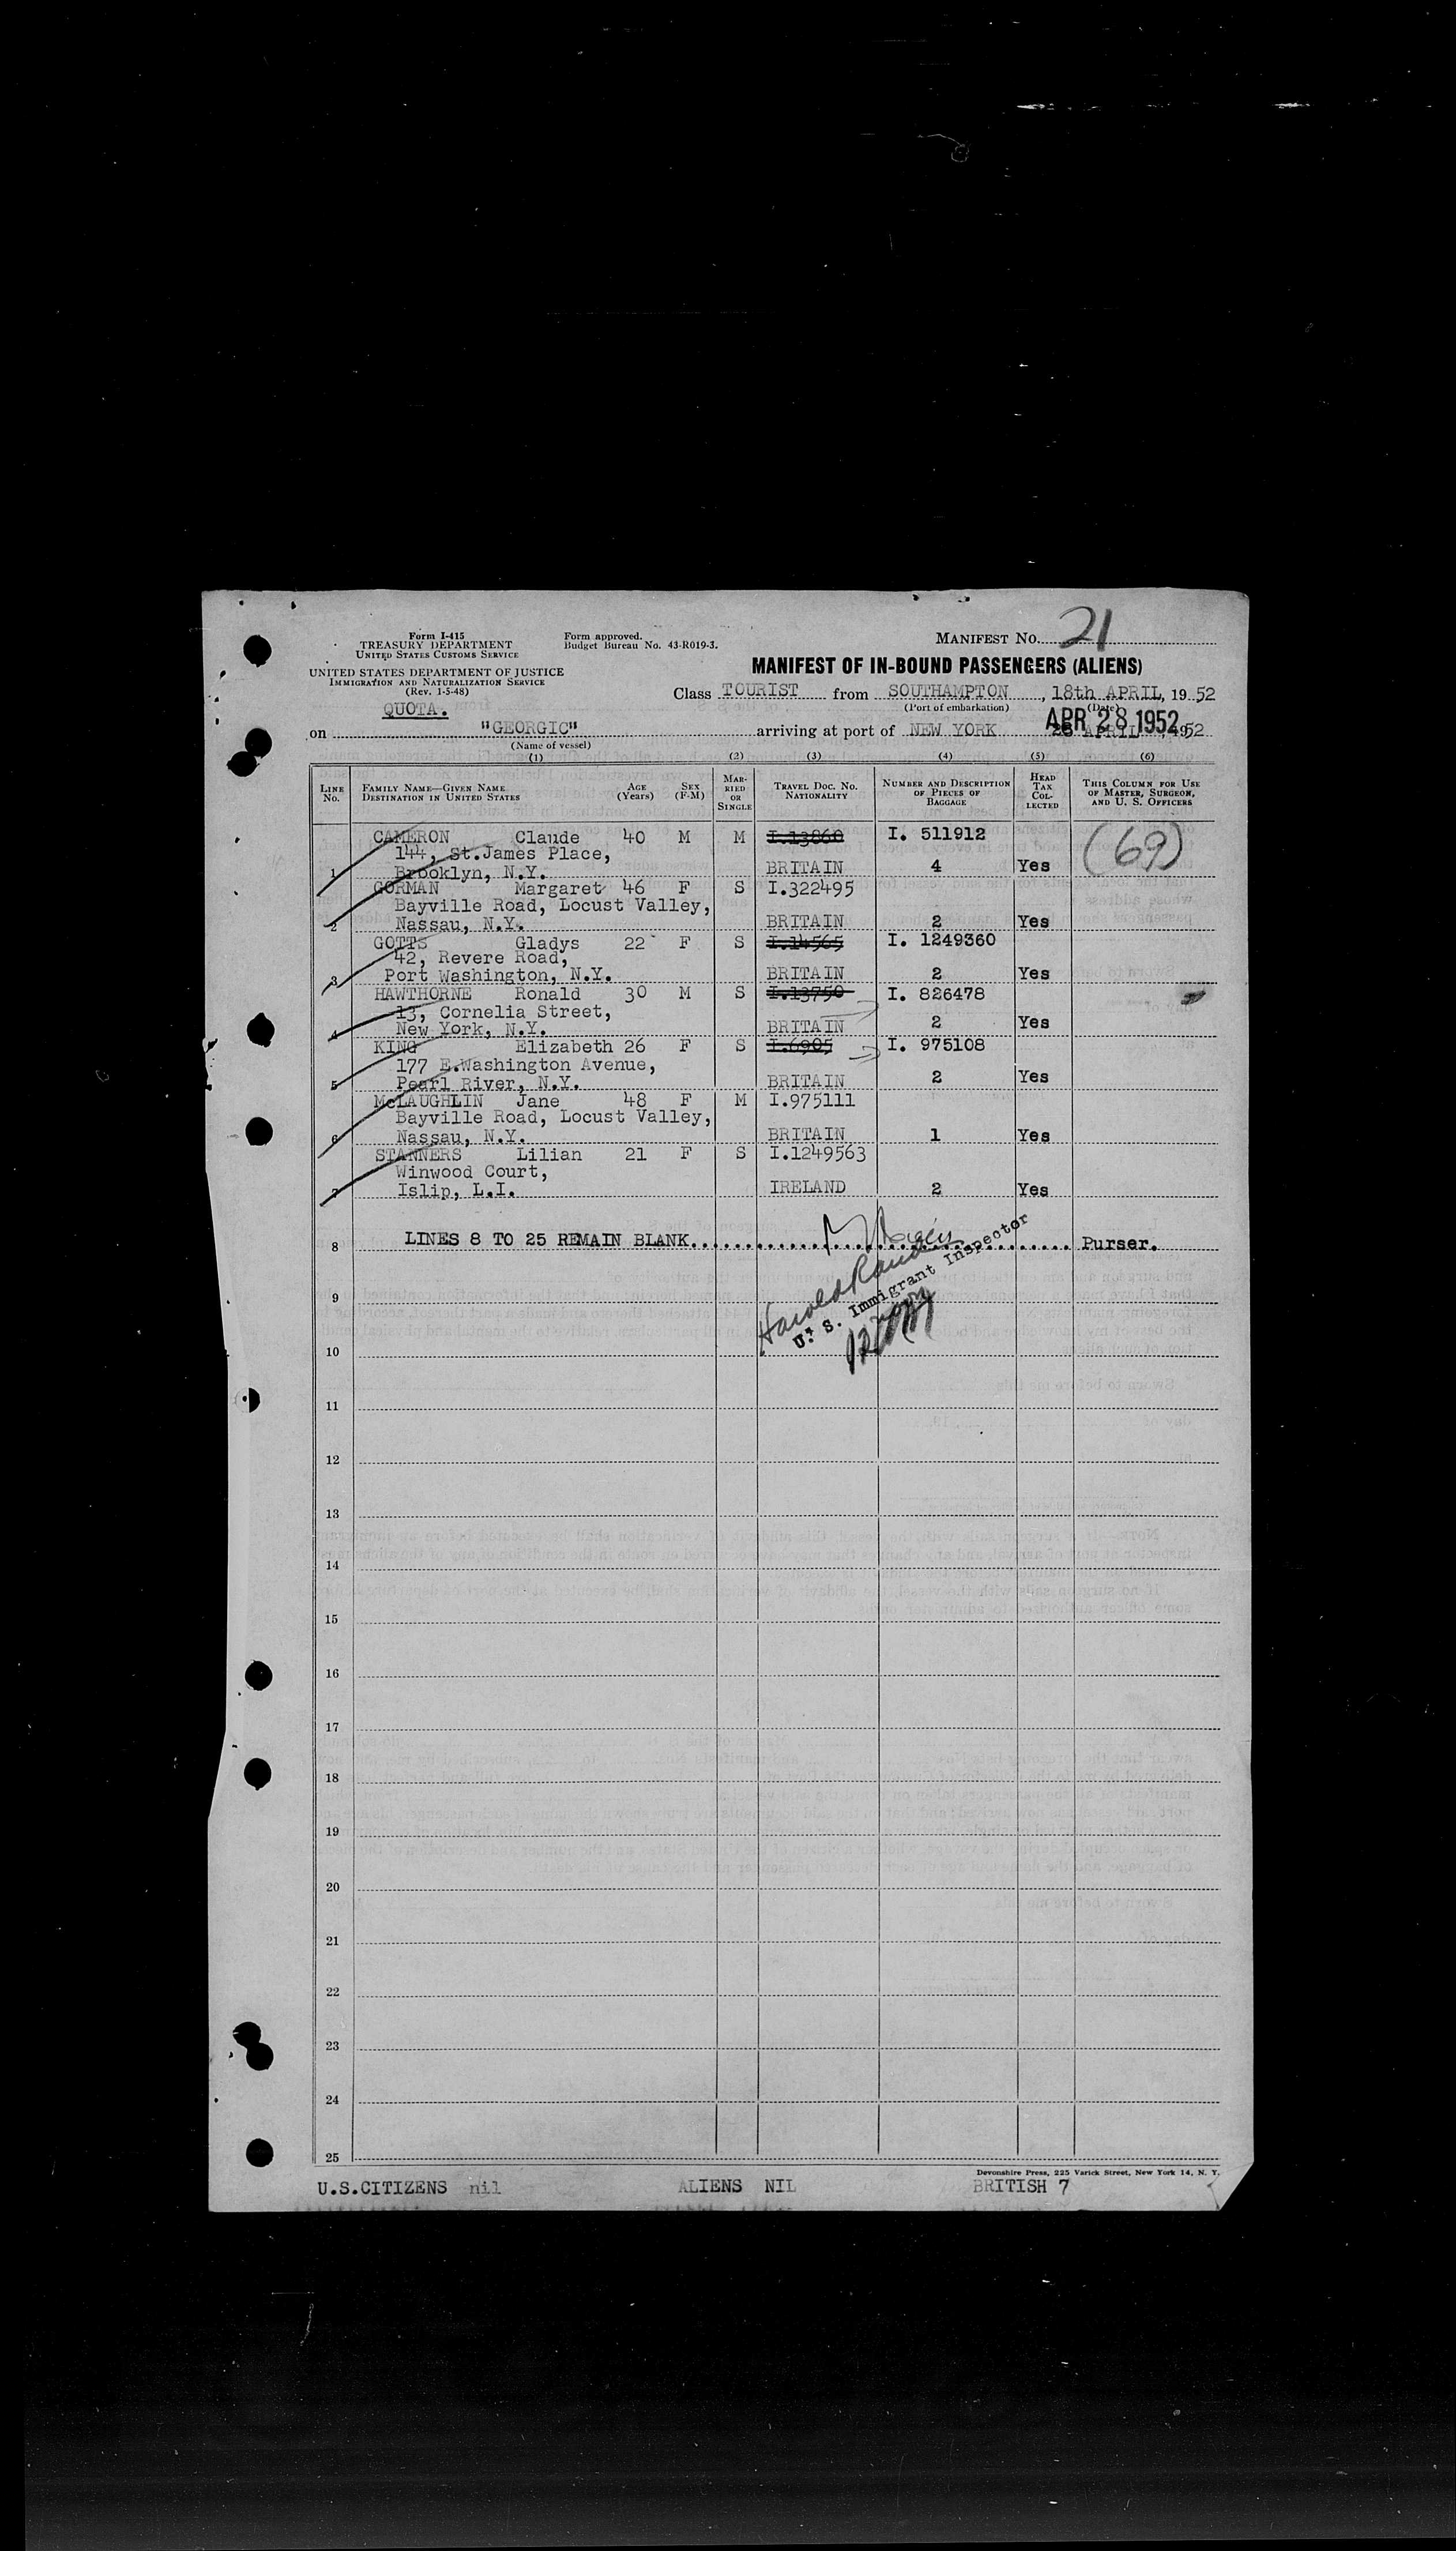 Form I-415
TREASURY DEPARTMENT
UNITED STATES CUSTOMS SERVICE
Form approved.
Budget Bureau No. 43-R019-3.
MANIFEST No. 21
UNITED STATES DEPARTMENT OF JUSTICE
IMMIGRATION AND NATURALIZATION SERVICE
(Rev. 1-5-48)
MANIFEST OF IN-BOUND PASSENGERS (ALIENS)
QUOTA.
Class TOURIST from SOUTHAMPTON, 18th APRIL, 1952
(Port of embarkation) (Date)
on "GEORGIC" arriving at port of NEW YORK APR 28 1952
(Name of vessel)
(1) (2) (3) (4) (5) (6)
LINE No. FAMILY NAME—GIVEN NAME DESTINATION IN UNITED STATES AGE (Years) SEX (F-M) MARRIED OR SINGLE TRAVEL DOC. NO. NATIONALITY NUMBER AND DESCRIPTION OF PIECES OF BAGGAGE HEAD TAX COLLECTED THIS COLUMN FOR USE OF MASTER, SURGEON, AND U. S. OFFICERS
CAMERON Claude 40 M M I.13860 I. 511912 (69)
144, St.James Place,
1 Brooklyn, N.Y. BRITAIN 4 Yes
GORMAN Margaret 46 F S I.322495
Bayville Road, Locust Valley,
2 Nassau, N.Y. BRITAIN 2 Yes
GOTTS Gladys 22 F S I.14565 I. 1249360
42, Revere Road,
3 Port Washington, N.Y. BRITAIN 2 Yes
HAWTHORNE Ronald 30 M S I.13750 I. 826478
13, Cornelia Street,
4 New York, N.Y. BRITAIN 2 Yes
KING Elizabeth 26 F S I.6905 I. 975108
177 E.Washington Avenue,
5 Pearl River, N.Y. BRITAIN 2 Yes
McLAUGHLIN Jane 48 F M I.975111
Bayville Road, Locust Valley,
6 Nassau, N.Y. BRITAIN 1 Yes
STANNERS Lilian 21 F S I.1249563
Winwood Court,
7 Islip, L.I. IRELAND 2 Yes
8 LINES 8 TO 25 REMAIN BLANK. Purser.
Harold
U. S. Immigrant Inspector
9
10
11
12
13
14
15
16
17
18
19
20
21
22
23
24
25
Devonshire Press, 225 Varick Street, New York 14, N. Y.
U.S.CITIZENS nil ALIENS NIL BRITISH 7